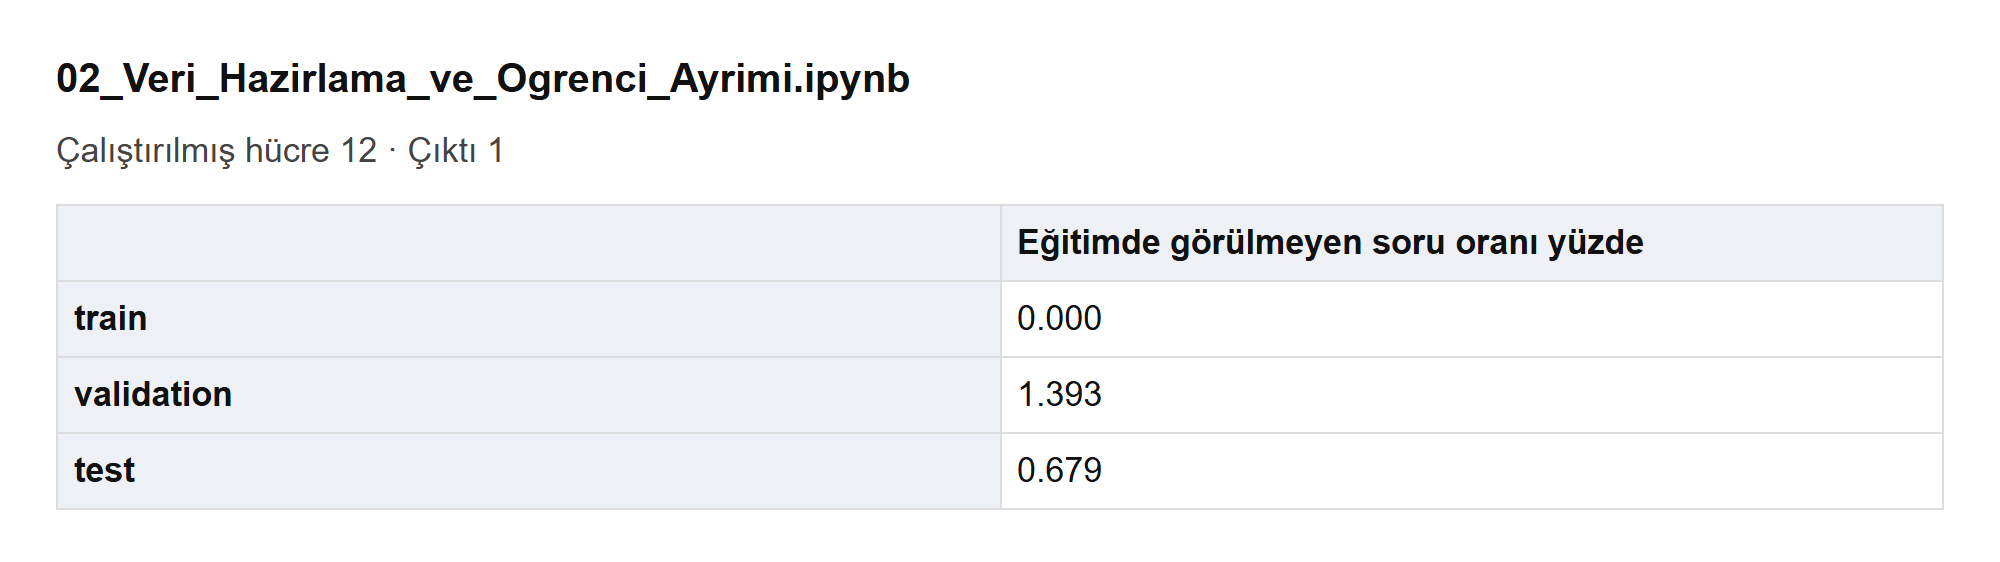 02_Veri_Hazirlama_ve_Ogrenci_Ayrimi.ipynb
Çalıştırılmış hücre 12 · Çıktı 1
Eğitimde görülmeyen soru oranı yüzde
train 0.000
validation 1.393
test 0.679